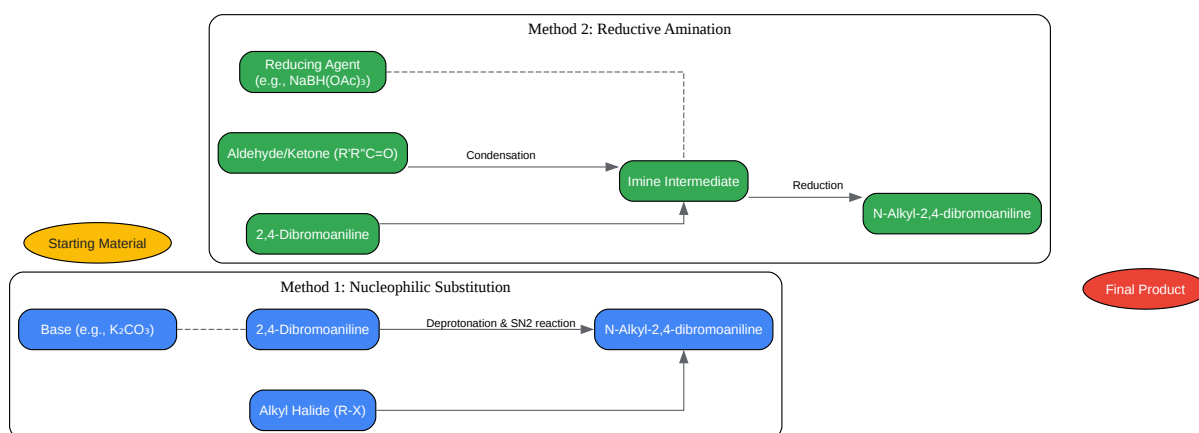 Method 2: Reductive Amination
Reducing Agent
(e.g., NaBH(OAc)₃)
Aldehyde/Ketone (R'R"C=O)
Condensation
Imine Intermediate
Reduction
N-Alkyl-2,4-dibromoaniline
2,4-Dibromoaniline
Starting Material
Final Product
Method 1: Nucleophilic Substitution
Base (e.g., K₂CO₃)
2,4-Dibromoaniline
Deprotonation & SN2 reaction
N-Alkyl-2,4-dibromoaniline
Alkyl Halide (R-X)